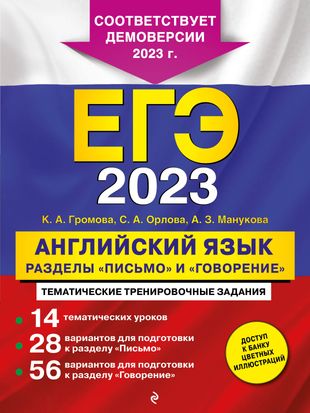 СООТВЕТСТВУЕТ
ДЕМОВЕРСИИ
2023 г.
ЕГЭ
2023
К. А. Громова, С. А. Орлова, А. З. Манукова
АНГЛИЙСКИЙ ЯЗЫК
РАЗДЕЛЫ «ПИСЬМО» И «ГОВОРЕНИЕ»
ТЕМАТИЧЕСКИЕ ТРЕНИРОВОЧНЫЕ ЗАДАНИЯ
14 тематических уроков
28 вариантов для подготовки
к разделу «Письмо»
56 вариантов для подготовки
к разделу «Говорение»
ДОСТУП
К БАНКУ
ЦВЕТНЫХ
ИЛЛЮСТРАЦИЙ